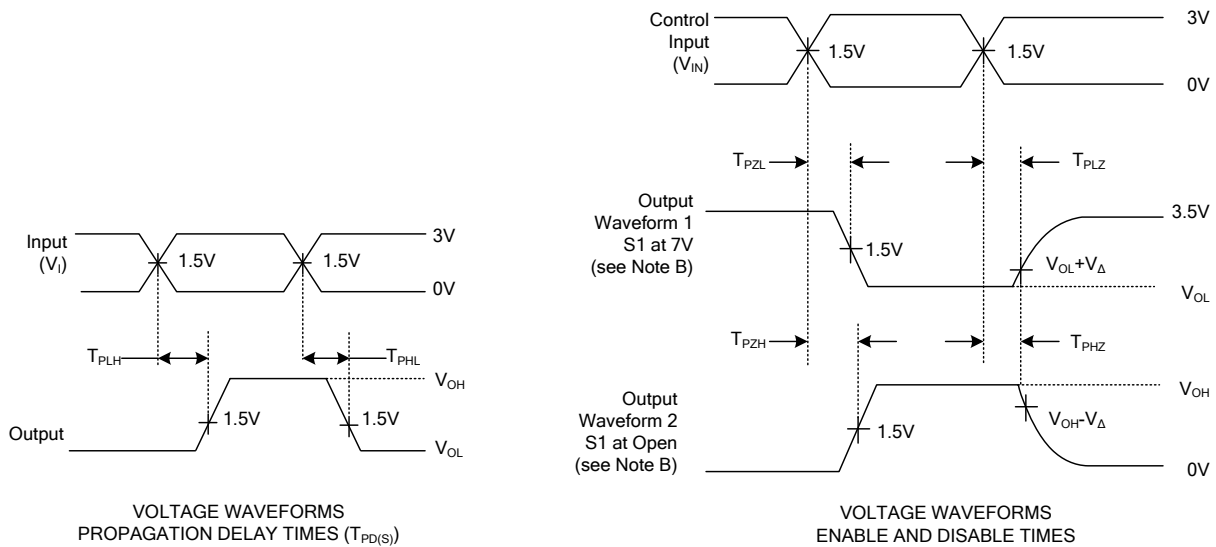 Input
(VI)
1.5V
1.5V
3V
0V
TPLH
TPHL
VOH
1.5V
1.5V
Output
VOL
VOLTAGE WAVEFORMS
PROPAGATION DELAY TIMES (TPD(S))
Control
Input
(VIN)
1.5V
1.5V
3V
0V
TPZL
TPLZ
Output
Waveform 1
S1 at 7V
(see Note B)
1.5V
3.5V
VOL+VΔ
VOL
TPZH
TPHZ
Output
Waveform 2
S1 at Open
(see Note B)
1.5V
VOH
VOH-VΔ
0V
VOLTAGE WAVEFORMS
ENABLE AND DISABLE TIMES